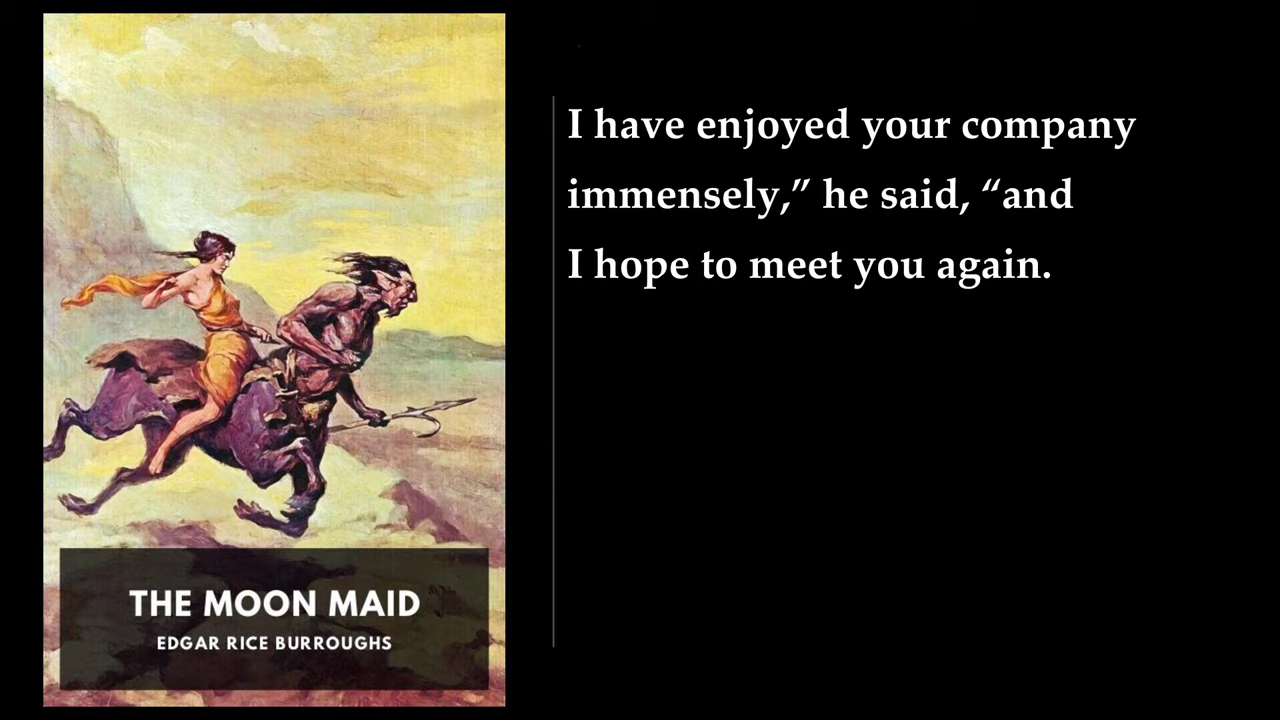 I have enjoyed your company
immensely,” he said, “and
I hope to meet you again.
THE MOON MAID
EDGAR RICE BURROUGHS